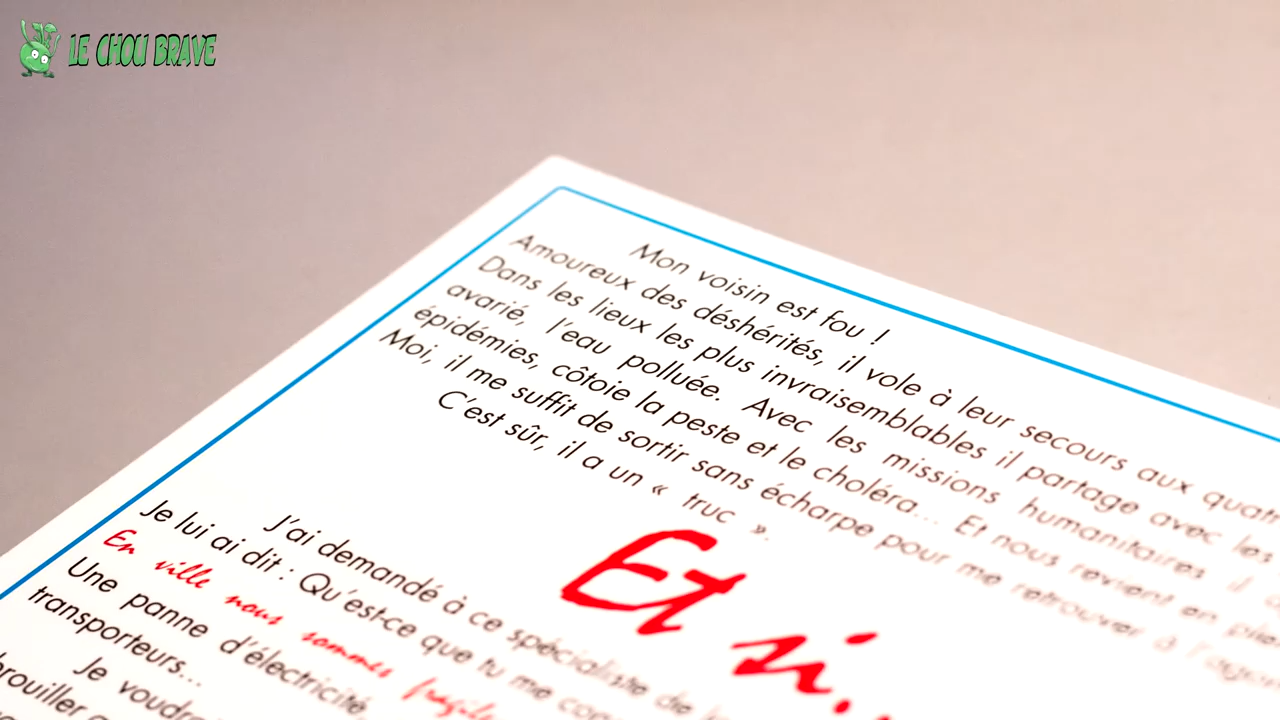 LE CHOU BRAVE
Mon voisin est fou !
Amoureux des déshérités, il vole à leur secours aux
Dans les lieux les plus invraisemblables il partage avec les
avarié, l'eau polluée. Avec les missions humanitaires il
épidémies, côtoie la peste et le choléra... Et nous revient en
Moi, il me suffit de sortir sans écharpe pour me retrouver à
C'est sûr, il a un « truc ».
Et si..
J'ai demandé à ce spécialiste de
Je lui ai dit : Qu'est-ce que tu me
En ville nous sommes
Une panne d'électricité,
transporteurs...
Je